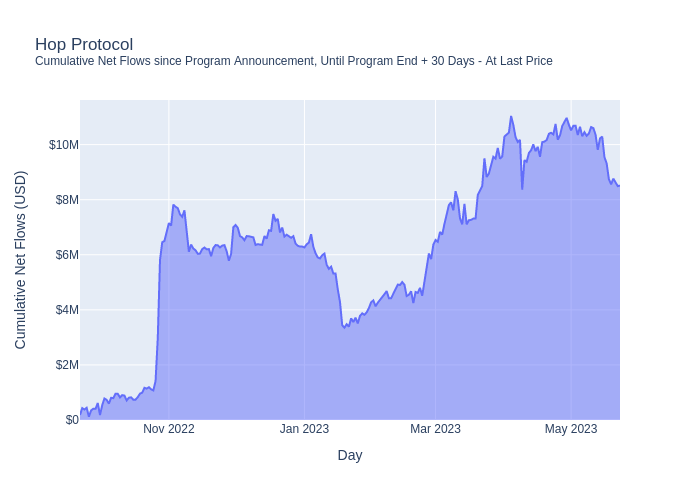 Hop Protocol
Cumulative Net Flows since Program Announcement, Until Program End + 30 Days - At Last Price
Cumulative Net Flows (USD)
$10M
$8M
$6M
$4M
$2M
$0
Nov 2022
Jan 2023
Mar 2023
May 2023
Day